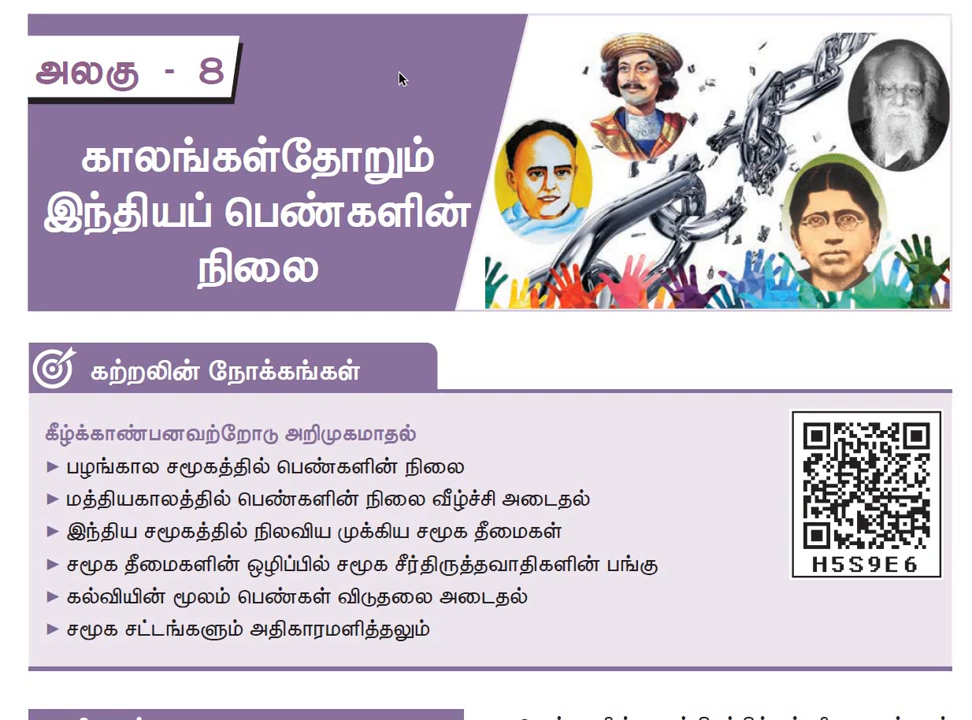 அலகு - 8
காலங்கள்தோறும்
இந்தியப் பெண்களின்
நிலை
கற்றலின் நோக்கங்கள்
கீழ்க்காண்பனவற்றோடு அறிமுகமாதல்
► பழங்கால சமூகத்தில் பெண்களின் நிலை
► மத்தியகாலத்தில் பெண்களின் நிலை வீழ்ச்சி அடைதல்
► இந்திய சமூகத்தில் நிலவிய முக்கிய சமூக தீமைகள்
► சமூக தீமைகளின் ஒழிப்பில் சமூக சீர்திருத்தவாதிகளின் பங்கு
► கல்வியின் மூலம் பெண்கள் விடுதலை அடைதல்
► சமூக சட்டங்களும் அதிகாரமளித்தலும்
H5S9E6